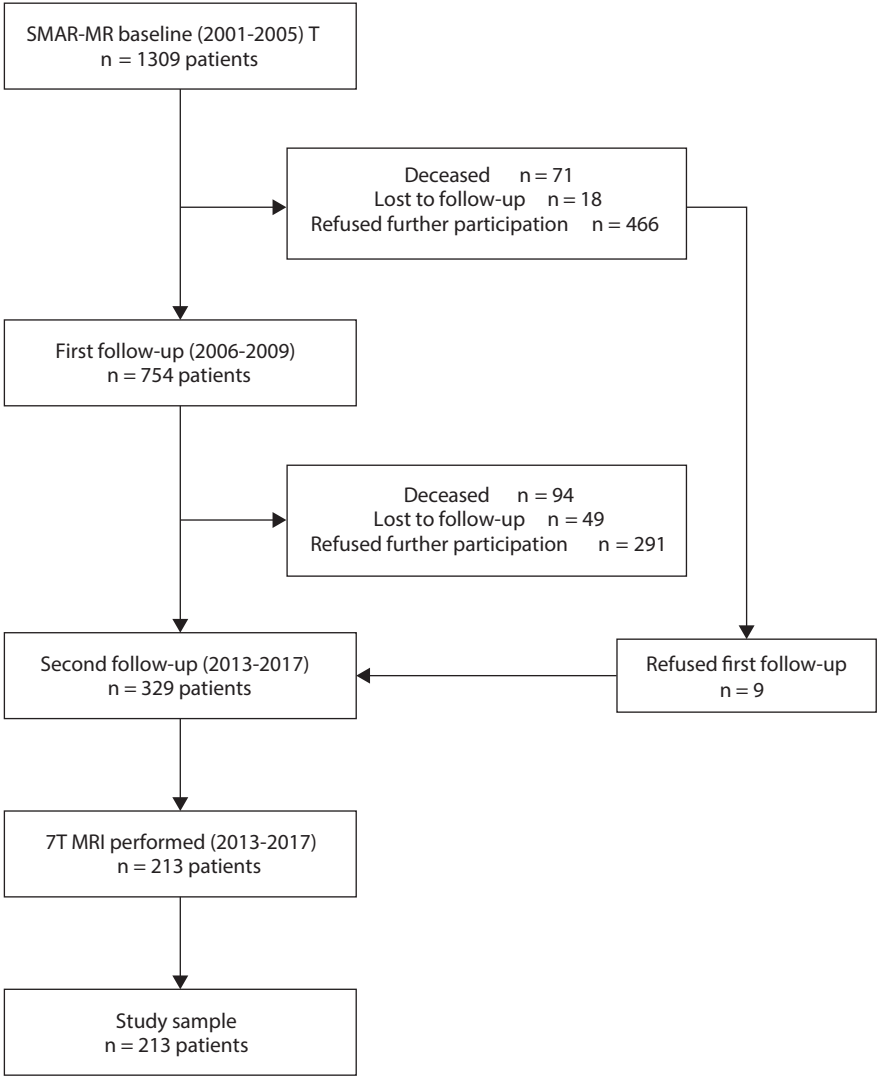 SMAR-MR baseline (2001-2005) T
n = 1309 patients
Deceased n = 71
Lost to follow-up n = 18
Refused further participation n = 466
First follow-up (2006-2009)
n = 754 patients
Deceased n = 94
Lost to follow-up n = 49
Refused further participation n = 291
Second follow-up (2013-2017)
n = 329 patients
Refused first follow-up
n = 9
7T MRI performed (2013-2017)
n = 213 patients
Study sample
n = 213 patients